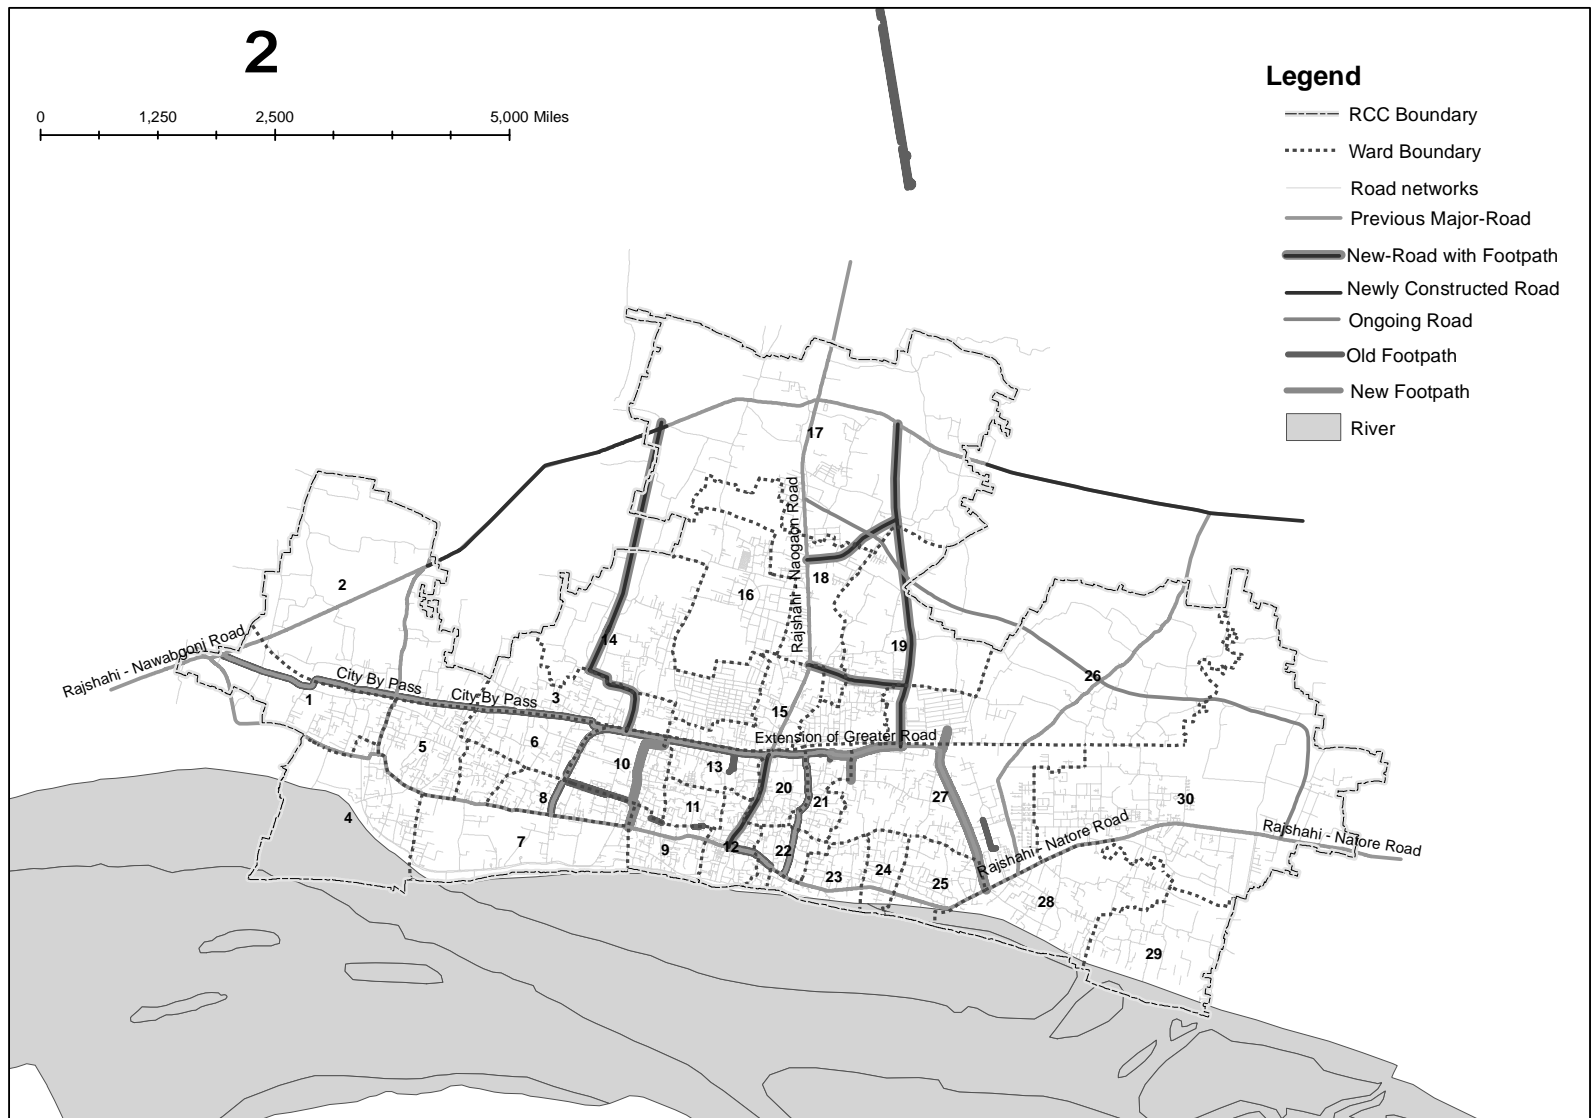 2
0 1,250 2,500 5,000 Miles
Legend
RCC Boundary
Ward Boundary
Road networks
Previous Major-Road
New-Road with Footpath
Newly Constructed Road
Ongoing Road
Old Footpath
New Footpath
River
17
Rajshahi - Naogaon Road
2
16
18
14
19
Rajshahi - Nawabgonj Road
City By Pass
City By Pass
26
1
3
15
Extension of Greater Road
5
6
10
13
20
21
27
30
8
11
4
7
9
12
22
23
24
25
Rajshahi - Natore Road
Rajshahi - Natore Road
28
29